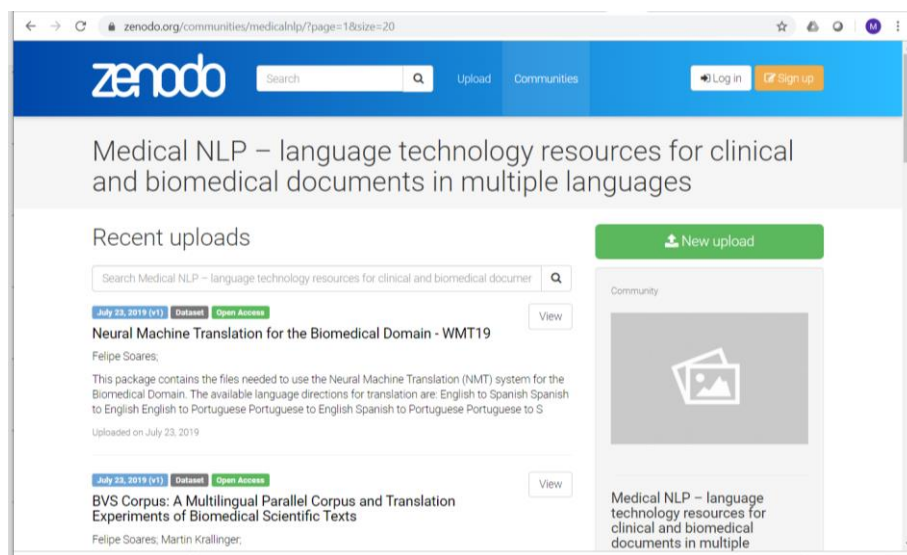 zenodo.org/communities/medicalnlp/?page=1&size=20
M
zenodo
Search
Upload
Communities
Log in
Sign up
Medical NLP – language technology resources for clinical
and biomedical documents in multiple languages
Recent uploads
New upload
Search Medical NLP – language technology resources for clinical and biomedical documer
Community
July 23, 2019 (v1) Dataset Open Access
View
Neural Machine Translation for the Biomedical Domain - WMT19
Felipe Soares;
This package contains the files needed to use the Neural Machine Translation (NMT) system for the
Biomedical Domain. The available language directions for translation are: English to Spanish Spanish
to English English to Portuguese Portuguese to English Spanish to Portuguese Portuguese to S
Uploaded on July 23, 2019
July 23, 2019 (v1) Dataset Open Access
View
BVS Corpus: A Multilingual Parallel Corpus and Translation
Experiments of Biomedical Scientific Texts
Felipe Soares; Martin Krallinger;
Medical NLP – language
technology resources for
clinical and biomedical
documents in multiple